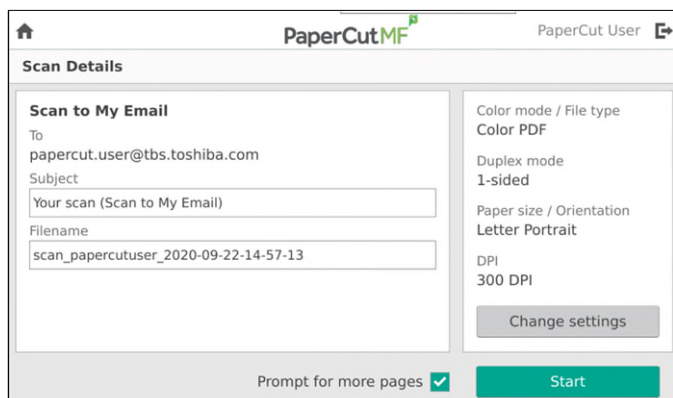 PaperCutMF
PaperCut User
Scan Details
Scan to My Email
To
papercut.user@tbs.toshiba.com
Subject
Your scan (Scan to My Email)
Filename
scan_papercutuser_2020-09-22-14-57-13
Color mode / File type
Color PDF
Duplex mode
1-sided
Paper size / Orientation
Letter Portrait
DPI
300 DPI
Change settings
Prompt for more pages
Start